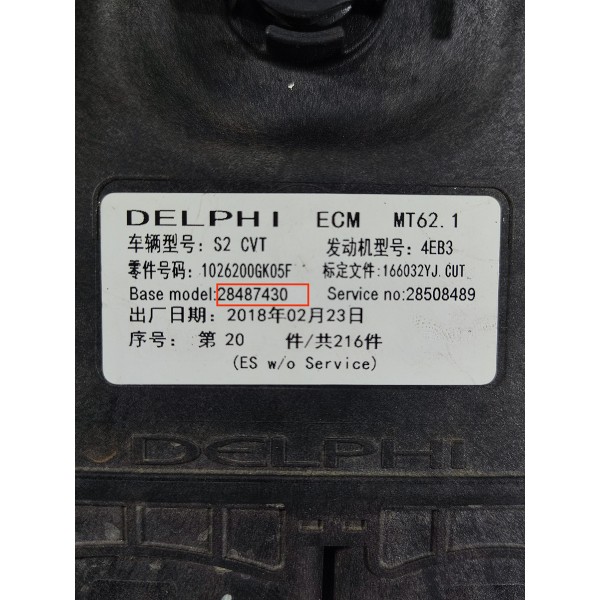 DELPHI ECM MT62.1
车辆型号: S2 CVT 发动机型号: 4EB3
零件号码: 1026200GK05F 标定文件:166032YJ.CUT
Base model:28487430 Service no:28508489
出厂日期: 2018年02月23日
序号: 第 20 件/共216件
(ES w/o Service)
DELPHI